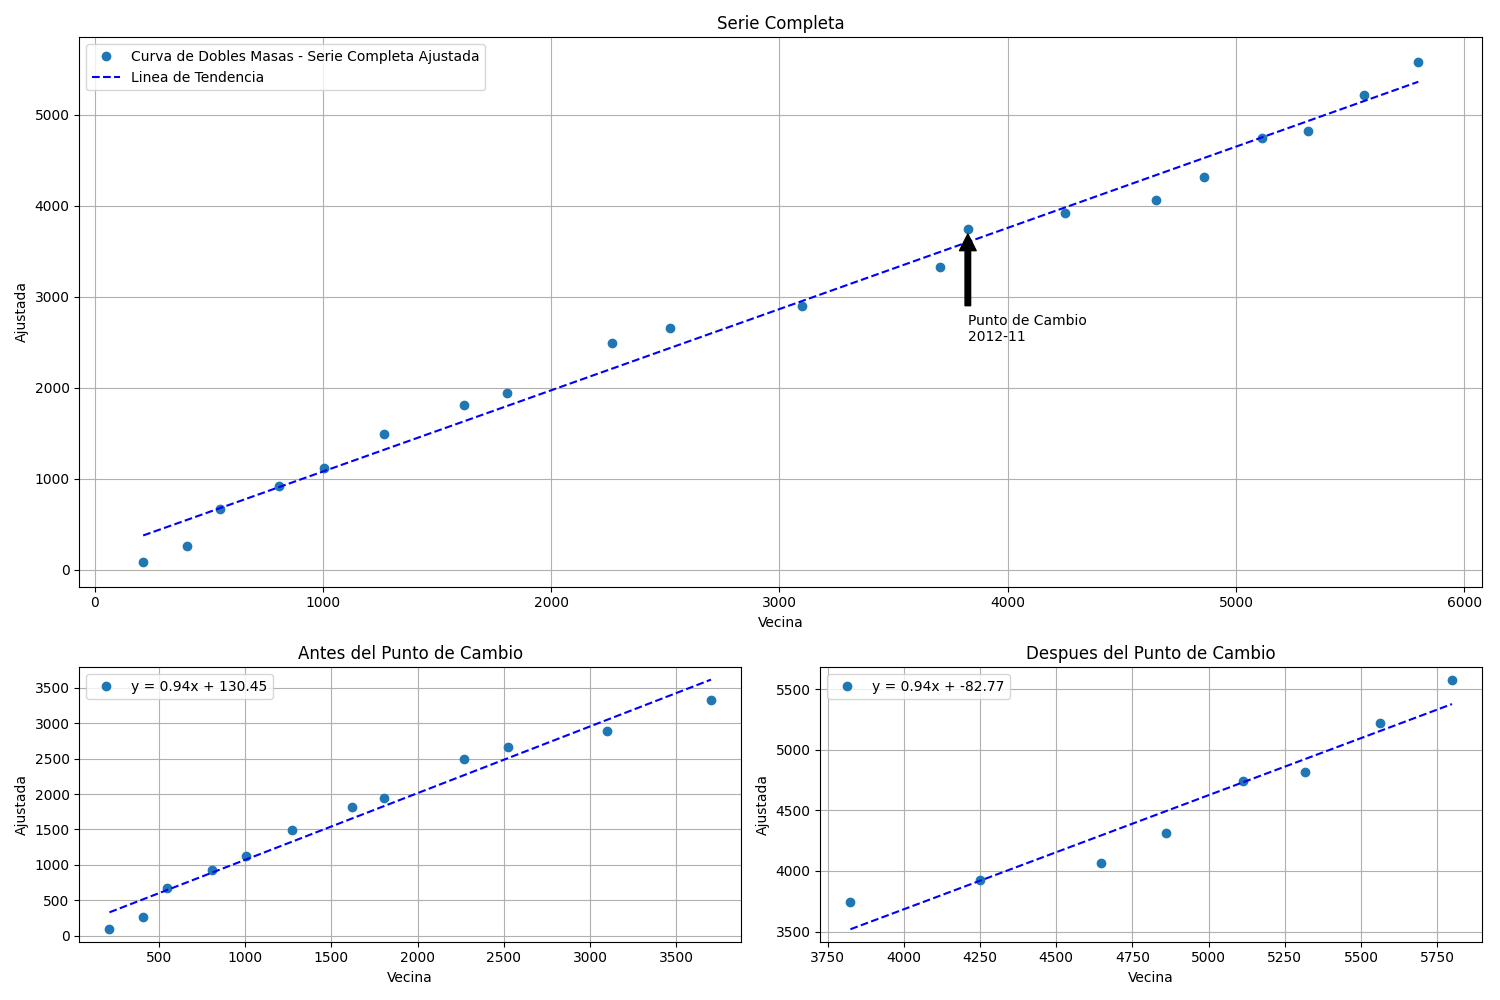 Serie Completa
Curva de Dobles Masas - Serie Completa Ajustada
Linea de Tendencia
Ajustada
5000
4000
3000
2000
1000
0
Punto de Cambio
2012-11
0 1000 2000 3000 4000 5000 6000
Vecina
Antes del Punto de Cambio
y = 0.94x + 130.45
Ajustada
3500
3000
2500
2000
1500
1000
500
0
500 1000 1500 2000 2500 3000 3500
Vecina
Despues del Punto de Cambio
y = 0.94x + -82.77
Ajustada
5500
5000
4500
4000
3500
3750 4000 4250 4500 4750 5000 5250 5500 5750
Vecina